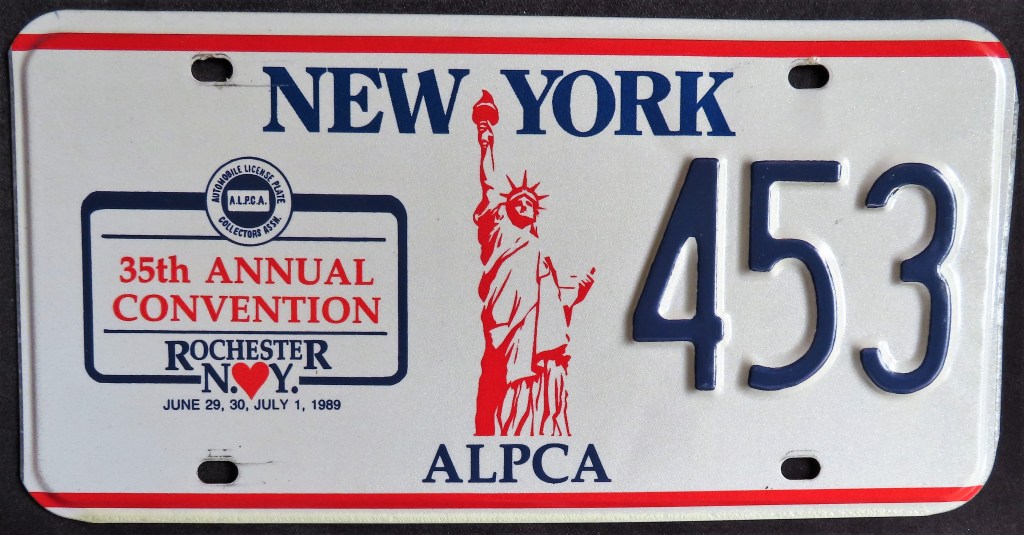 NEW YORK
AUTOMOBILE LICENSE PLATE
A.L.P.C.A.
COLLECTORS ASSN.
35th ANNUAL
CONVENTION
ROCHESTER
N.♥Y.
JUNE 29, 30, JULY 1, 1989
453
ALPCA